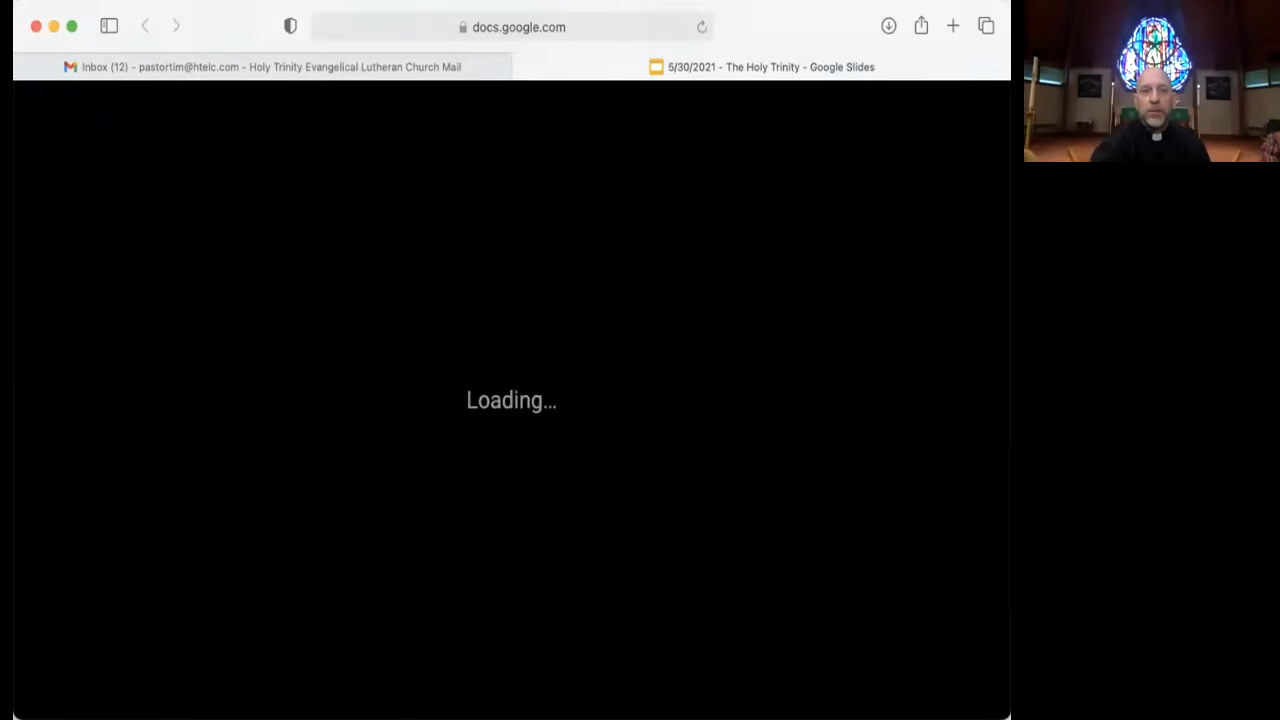 docs.google.com
Inbox (12) - pastortim@htelc.com - Holy Trinity Evangelical Lutheran Church Mail
5/30/2021 - The Holy Trinity - Google Slides
Loading...